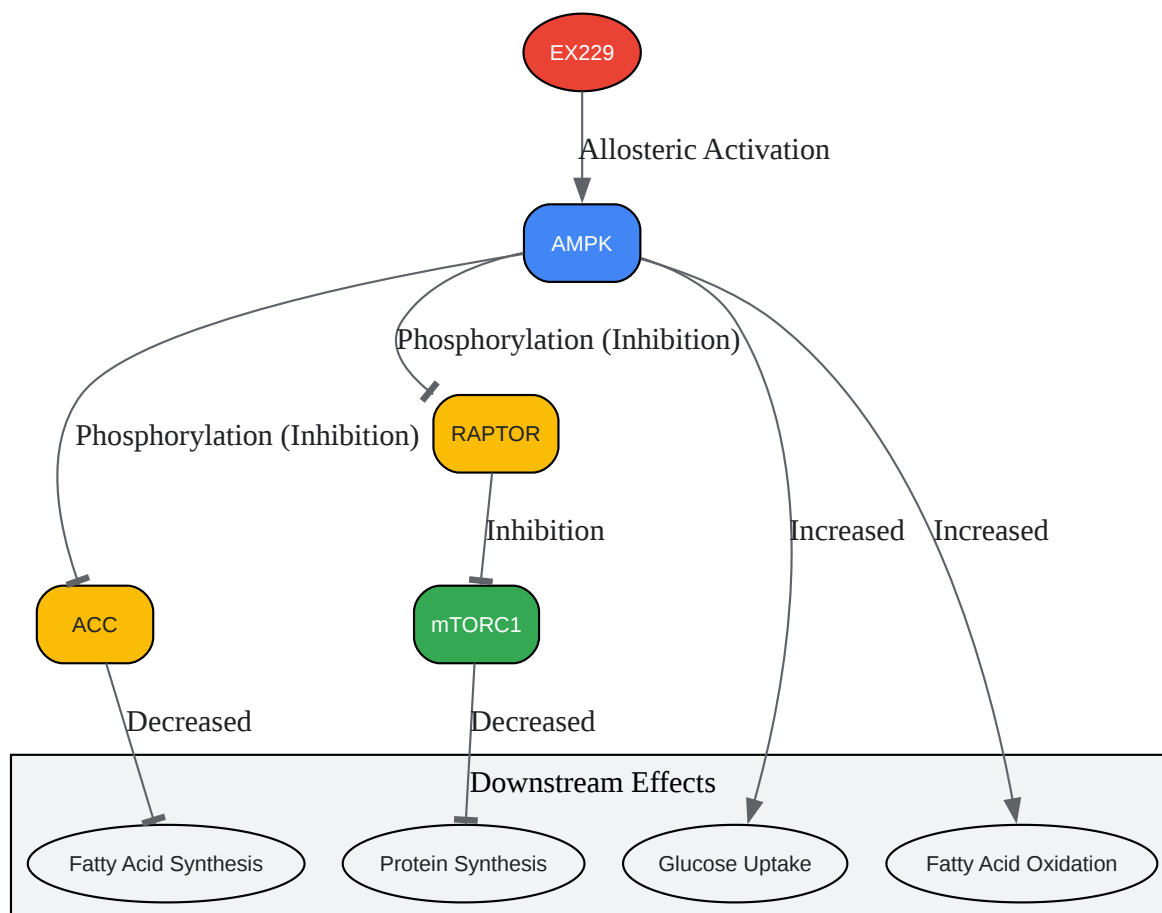 EX229
Allosteric Activation
AMPK
Phosphorylation (Inhibition)
Phosphorylation (Inhibition)
RAPTOR
Inhibition
Increased
Increased
ACC
mTORC1
Decreased
Decreased
Downstream Effects
Fatty Acid Synthesis
Protein Synthesis
Glucose Uptake
Fatty Acid Oxidation